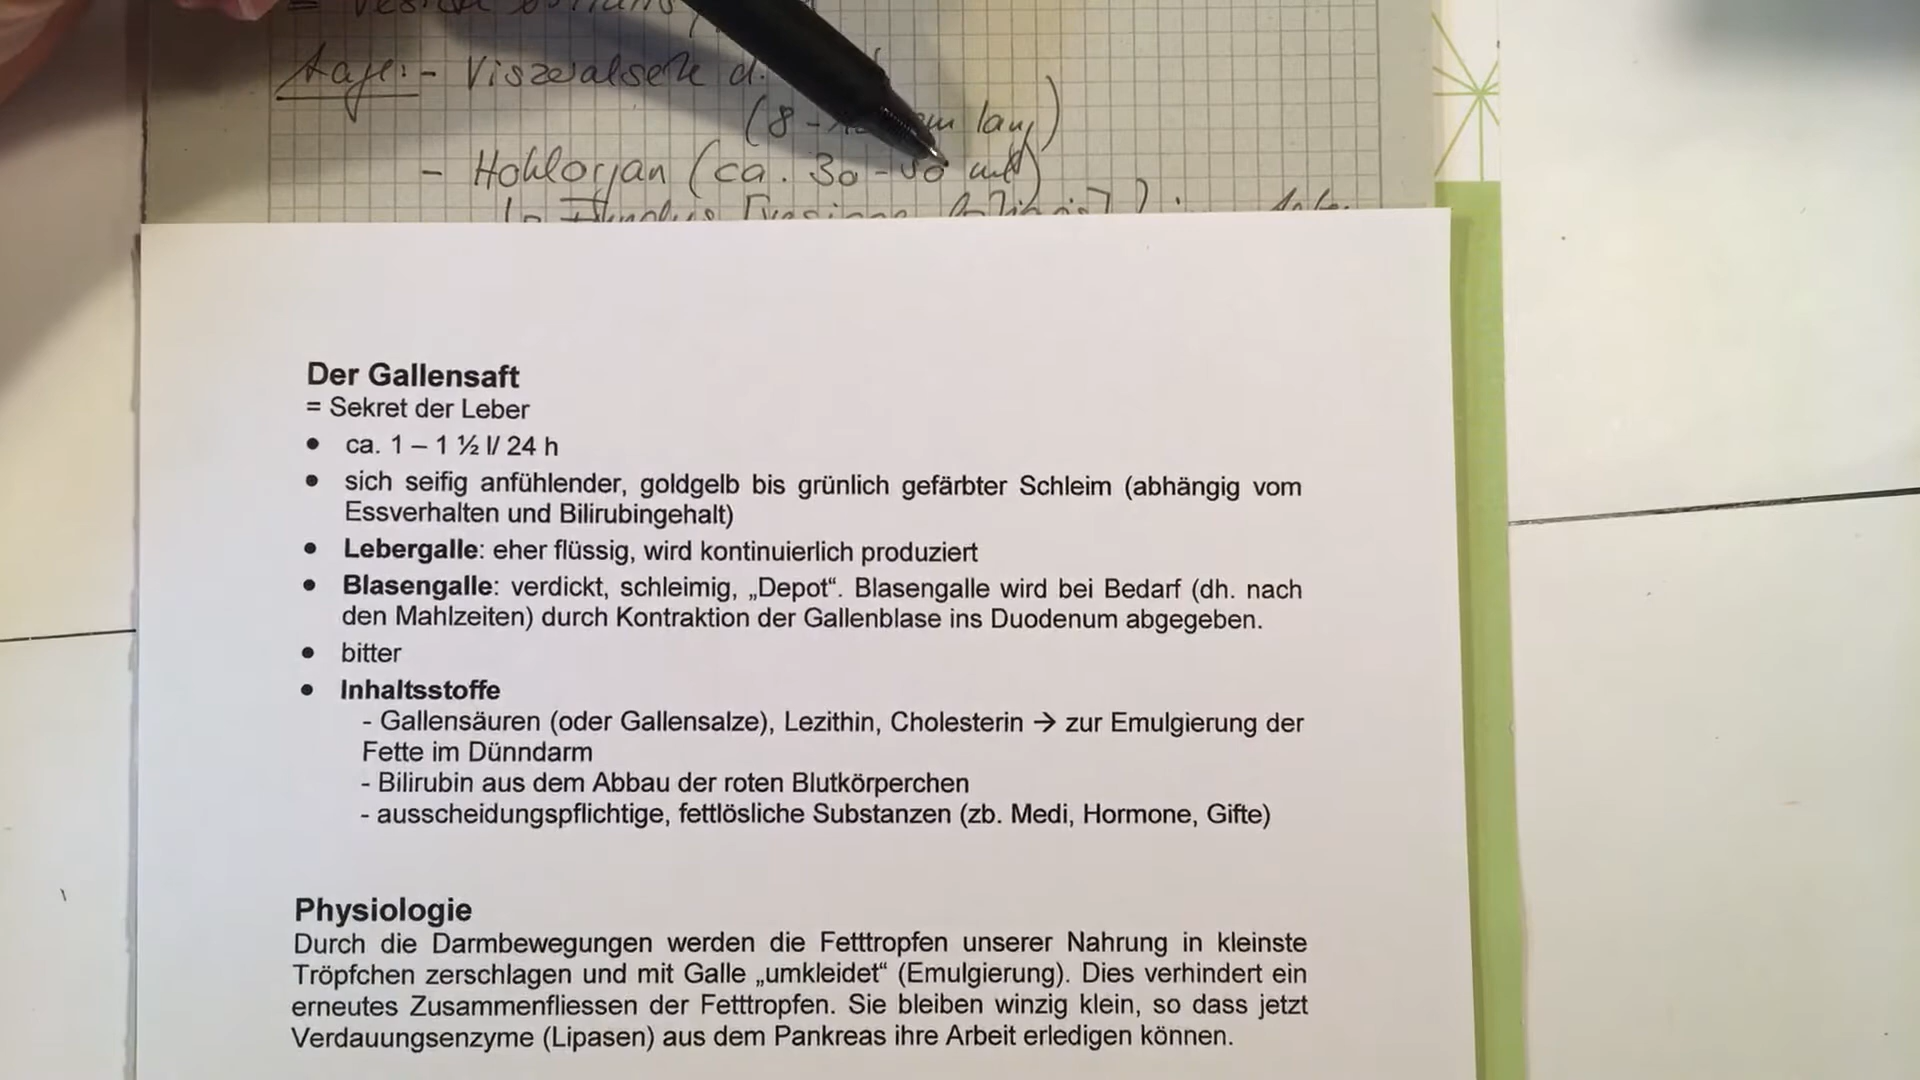 = Vesica
Lage: - Viszeralseite d.
(8 - cm lang)
- Hohlorgan (ca. 30 - 50 ml)
Der Gallensaft
= Sekret der Leber
• ca. 1 – 1 ½ l/ 24 h
• sich seifig anfühlender, goldgelb bis grünlich gefärbter Schleim (abhängig vom
Essverhalten und Bilirubingehalt)
• Lebergalle: eher flüssig, wird kontinuierlich produziert
• Blasengalle: verdickt, schleimig, „Depot“. Blasengalle wird bei Bedarf (dh. nach
den Mahlzeiten) durch Kontraktion der Gallenblase ins Duodenum abgegeben.
• bitter
• Inhaltsstoffe
- Gallensäuren (oder Gallensalze), Lezithin, Cholesterin → zur Emulgierung der
Fette im Dünndarm
- Bilirubin aus dem Abbau der roten Blutkörperchen
- ausscheidungspflichtige, fettlösliche Substanzen (zb. Medi, Hormone, Gifte)
Physiologie
Durch die Darmbewegungen werden die Fetttropfen unserer Nahrung in kleinste
Tröpfchen zerschlagen und mit Galle „umkleidet“ (Emulgierung). Dies verhindert ein
erneutes Zusammenfliessen der Fetttropfen. Sie bleiben winzig klein, so dass jetzt
Verdauungsenzyme (Lipasen) aus dem Pankreas ihre Arbeit erledigen können.